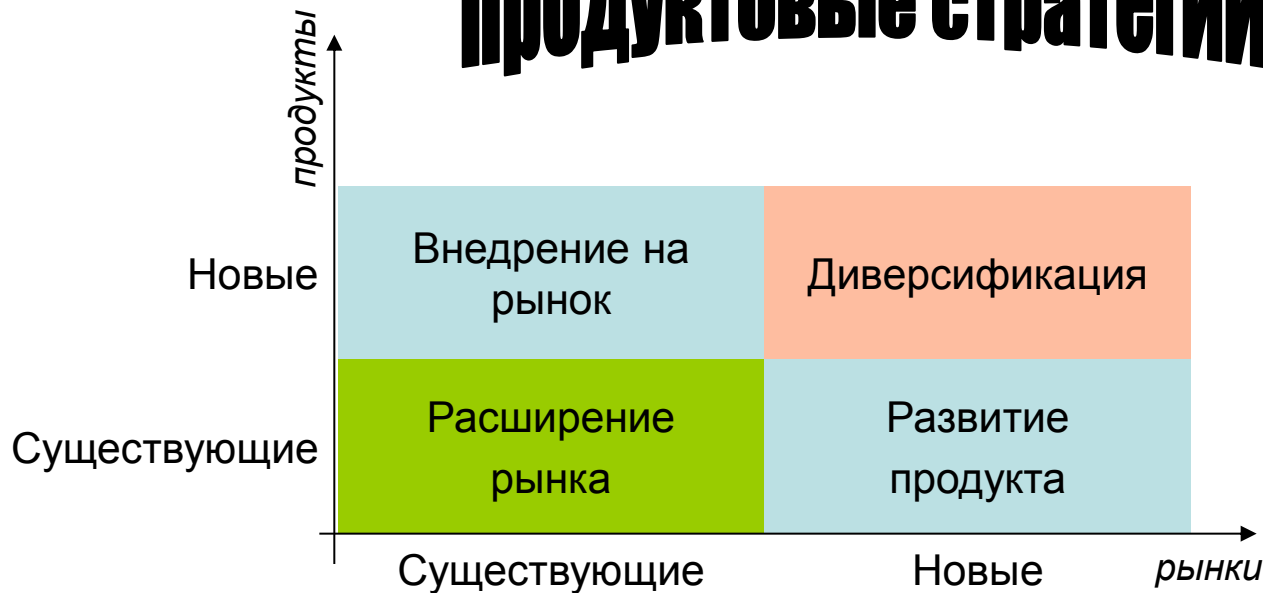 Продуктовые стратегии
продукты
Новые
Внедрение на
рынок
Диверсификация
Существующие
Расширение
рынка
Развитие
продукта
Существующие
Новые
рынки